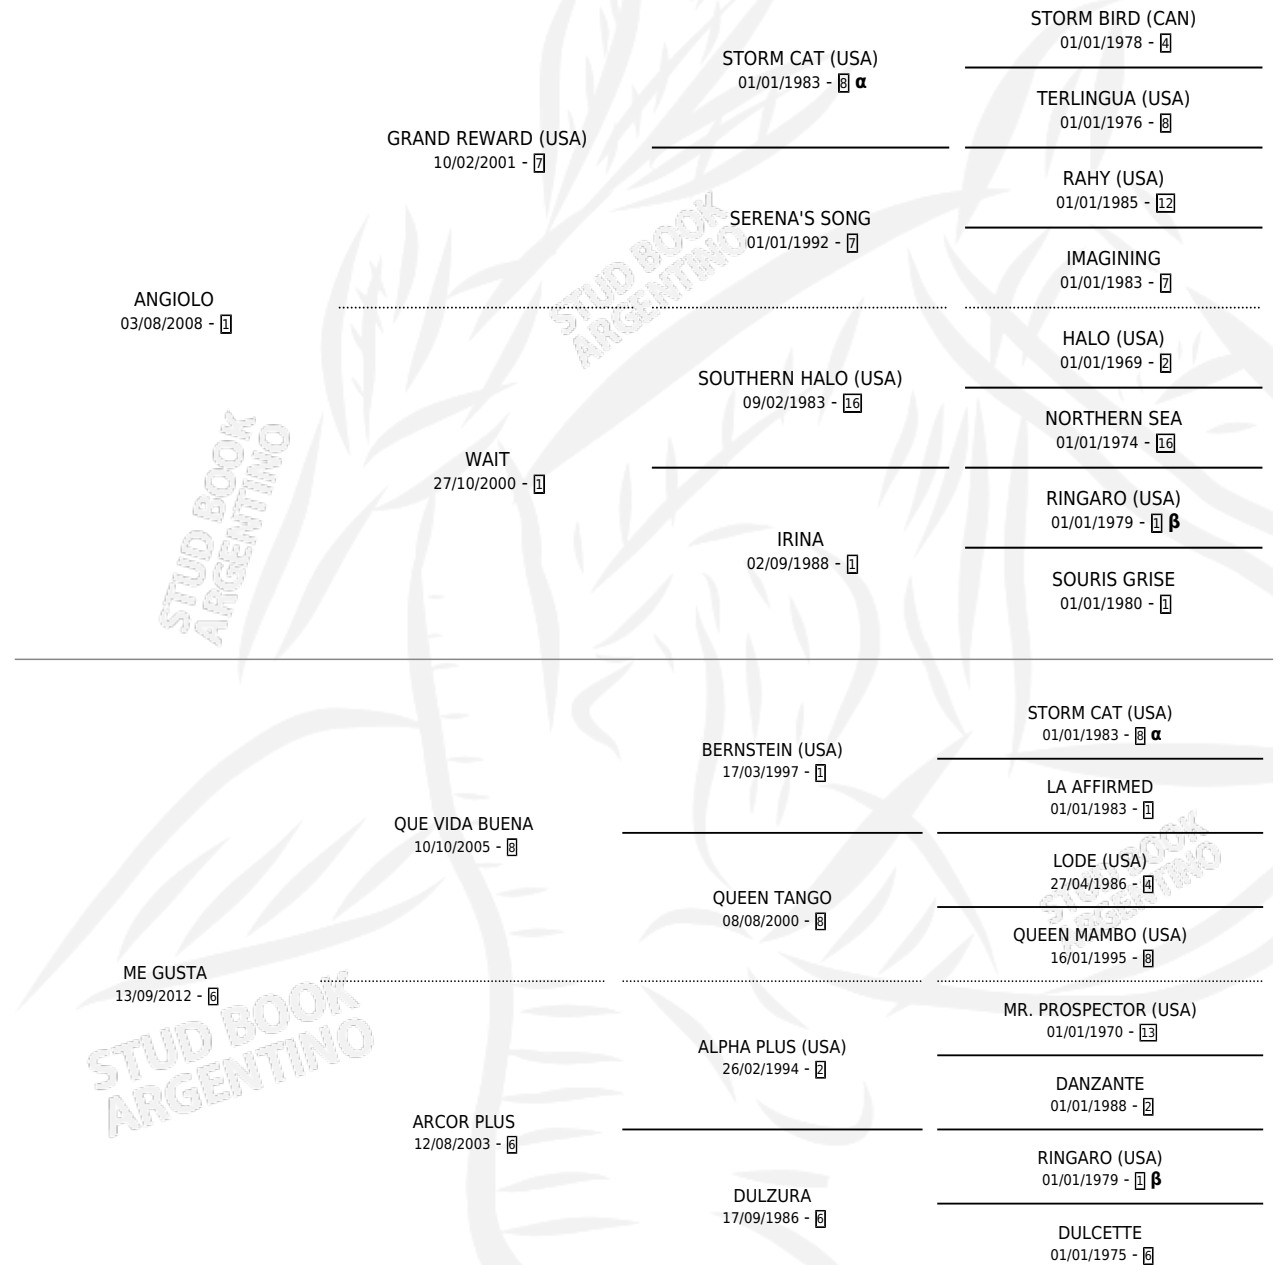 STORM BIRD (CAN)
01/01/1978 - 4
STORM CAT (USA)
01/01/1983 - 8 α
TERLINGUA (USA)
01/01/1976 - 8
GRAND REWARD (USA)
10/02/2001 - 7
RAHY (USA)
01/01/1985 - 12
SERENA'S SONG
01/01/1992 - 7
IMAGINING
01/01/1983 - 7
ANGIOLO
03/08/2008 - 1
HALO (USA)
01/01/1969 - 2
SOUTHERN HALO (USA)
09/02/1983 - 16
NORTHERN SEA
01/01/1974 - 16
WAIT
27/10/2000 - 1
RINGARO (USA)
01/01/1979 - 1 β
IRINA
02/09/1988 - 1
SOURIS GRISE
01/01/1980 - 1
STUD BOOK
ARGENTINO
STUD BOOK
ARGENTINO
STORM CAT (USA)
01/01/1983 - 8 α
BERNSTEIN (USA)
17/03/1997 - 1
LA AFFIRMED
01/01/1983 - 1
QUE VIDA BUENA
10/10/2005 - 8
LODE (USA)
27/04/1986 - 4
QUEEN TANGO
08/08/2000 - 8
QUEEN MAMBO (USA)
16/01/1995 - 8
ME GUSTA
13/09/2012 - 6
MR. PROSPECTOR (USA)
01/01/1970 - 13
ALPHA PLUS (USA)
26/02/1994 - 2
DANZANTE
01/01/1988 - 2
ARCOR PLUS
12/08/2003 - 6
RINGARO (USA)
01/01/1979 - 1 β
DULZURA
17/09/1986 - 6
DULCETTE
01/01/1975 - 6
STUD BOOK
ARGENTINO
STUD BOOK
ARGENTINO